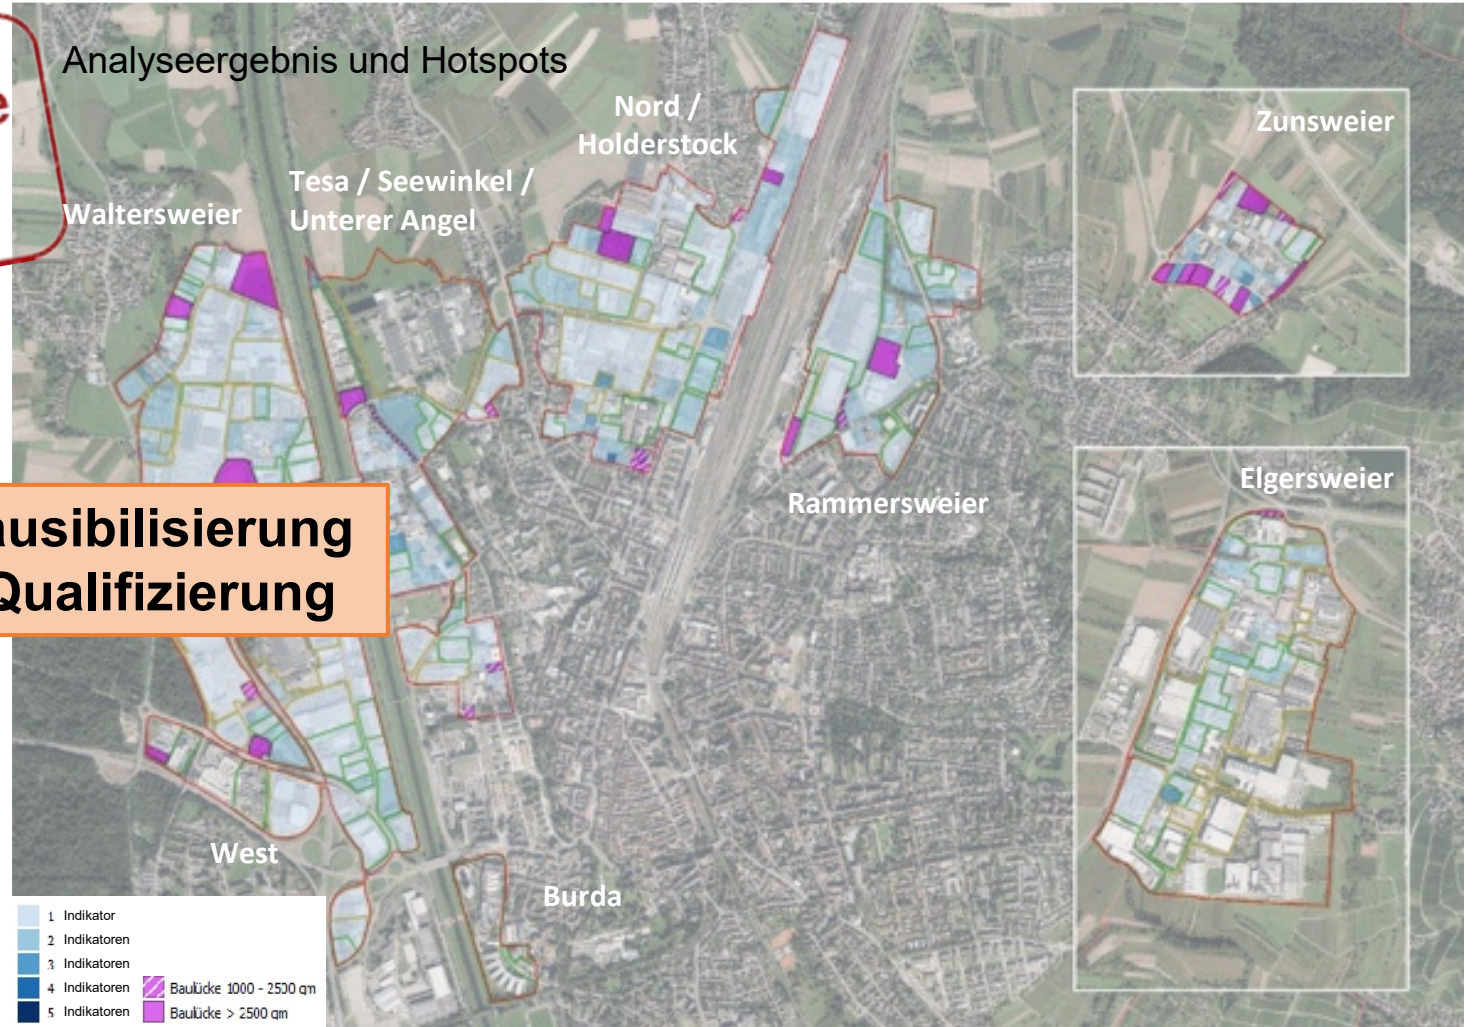 Analyseergebnis und Hotspots
e
Nord /
Holderstock
Zunsweier
Tesa / Seewinkel /
Unterer Angel
Waltersweier
Elgersweier
Rammersweier
ausibilisierung
Qualifizierung
West
Burda
1 Indikator
2 Indikatoren
3 Indikatoren
4 Indikatoren
5 Indikatoren
Baulücke 1000 - 2500 qm
Baulücke > 2500 qm